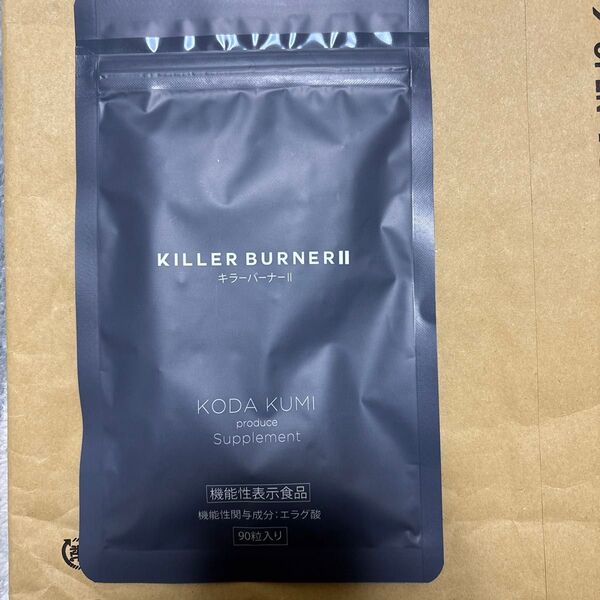 KILLER BURNERⅡ
キラーバーナーⅡ
KODA KUMI
produce
Supplement
機能性表示食品
機能性関与成分:エラグ酸
90粒入り